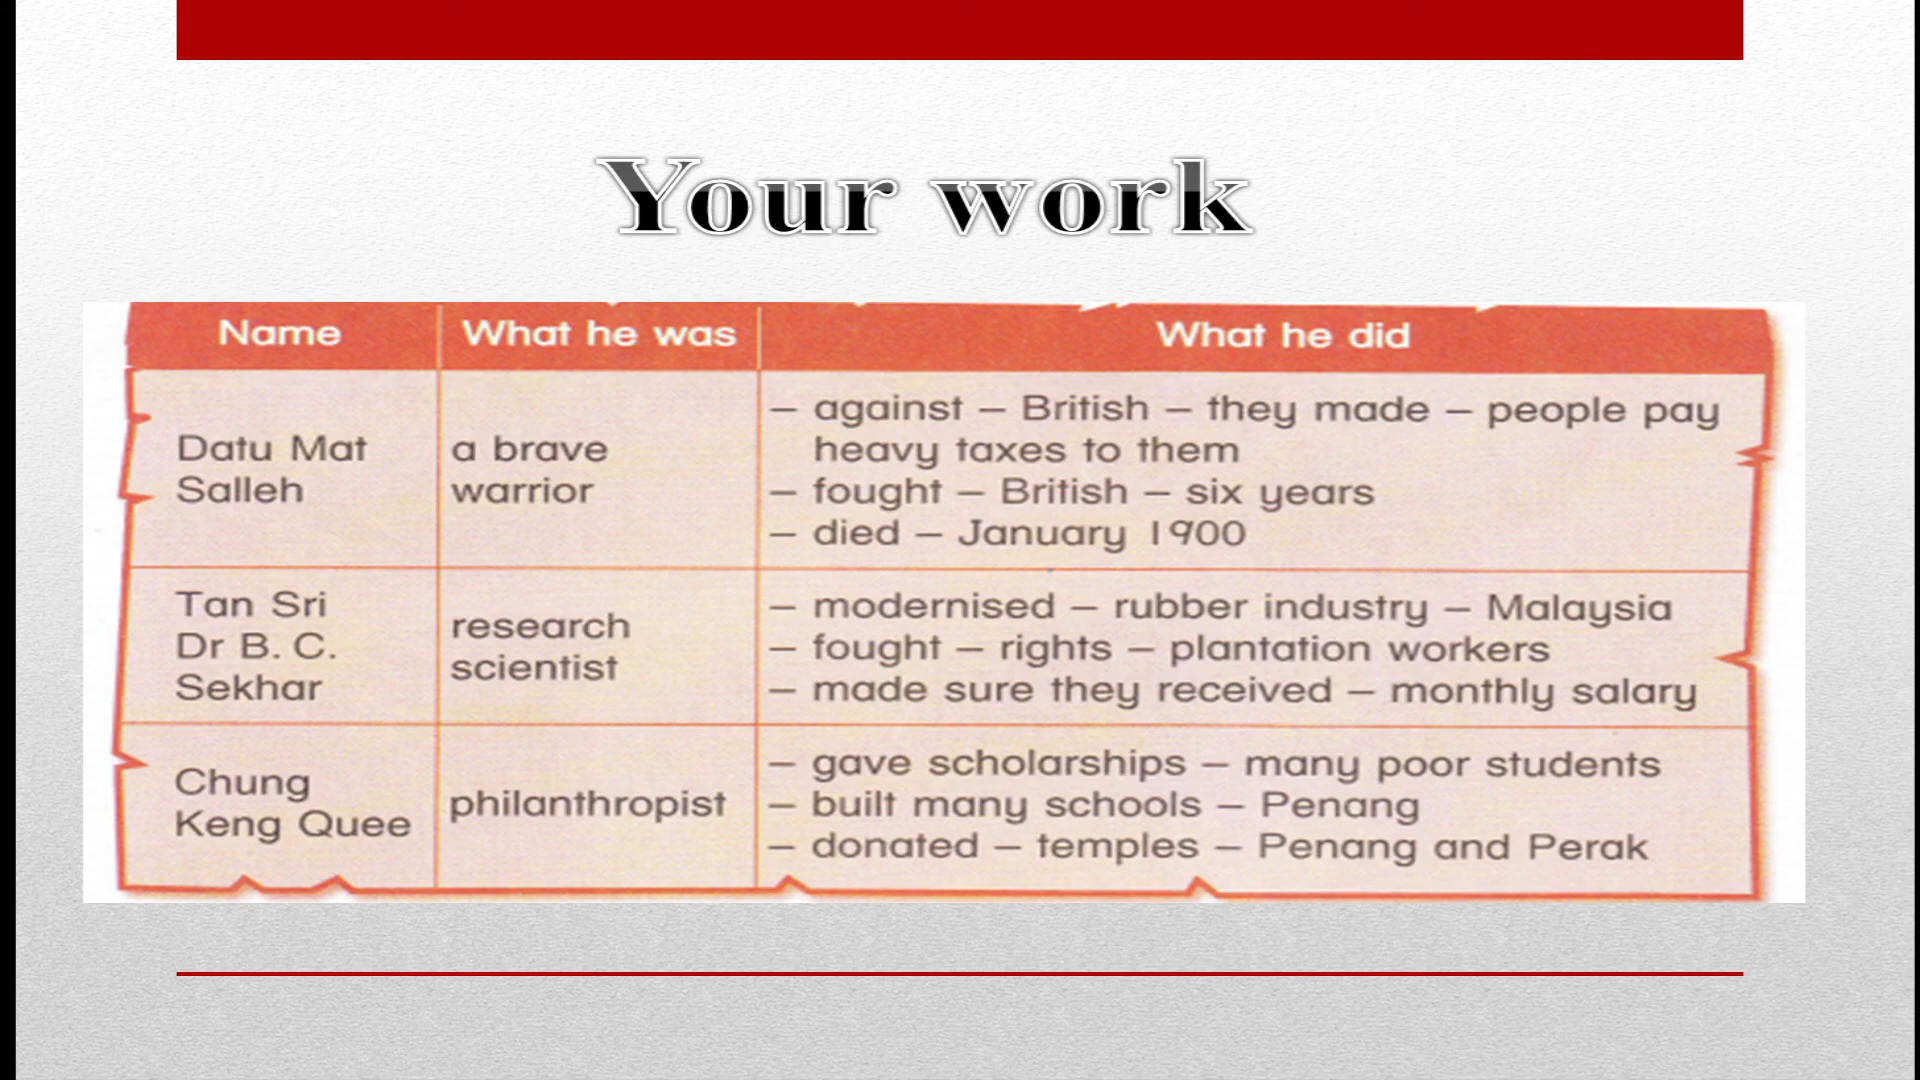 Your work
Name What he was What he did
Datu Mat
Salleh
a brave
warrior
– against – British – they made – people pay
heavy taxes to them
– fought – British – six years
– died – January 1900
Tan Sri
Dr B. C.
Sekhar
research
scientist
– modernised – rubber industry – Malaysia
– fought – rights – plantation workers
– made sure they received – monthly salary
Chung
Keng Quee
philanthropist
– gave scholarships – many poor students
– built many schools – Penang
– donated – temples – Penang and Perak